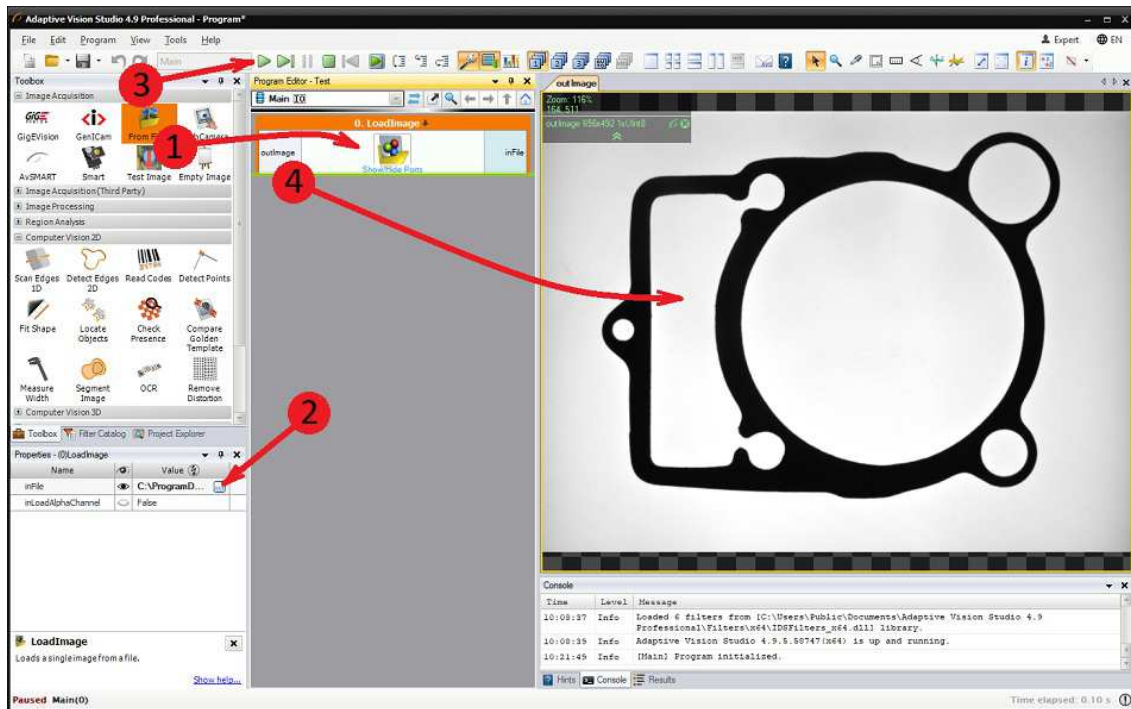 Adaptive Vision Studio 4.9 Professional - Program*
File Edit Program View Tools Help
Expert EN
Main
3
Toolbox
Image Acquisition
GigEVision GenICam
AvSMART Smart Test Image Empty Image
Image Acquisition (Third Party)
Image Processing
Region Analysis
Computer Vision 2D
Scan Edges 1D Detect Edges 2D Read Codes Detect Points
Fit Shape Locate Objects Check Presence Compare Golden Template
Measure Width Segment Image OCR Remove Distortion
Computer Vision 3D
Toolbox Filter Catalog Project Explorer
Properties - (0)LoadImage
Name Value
inFile C:\ProgramD...
inLoadAlphaChannel False
LoadImage
Loads a single image from a file.
Show help...
1
2
Program Editor - Test
Main
0. LoadImage
outImage inFile
Show/Hide Ports
4
outImage
Zoom: 116%
164, 511
outImage 656x492 1xUInt8
Console
Time Level Message
10:08:37 Info Loaded 6 filters from [C:\Users\Public\Documents\Adaptive Vision Studio 4.9
Professional\Filters\x64\IDSFilters_x64.dll] library.
10:08:39 Info Adaptive Vision Studio 4.9.5.58747(x64) is up and running.
10:21:49 Info [Main] Program initialized.
Hints Console Results
Paused Main(0) Time elapsed: 0.10 s